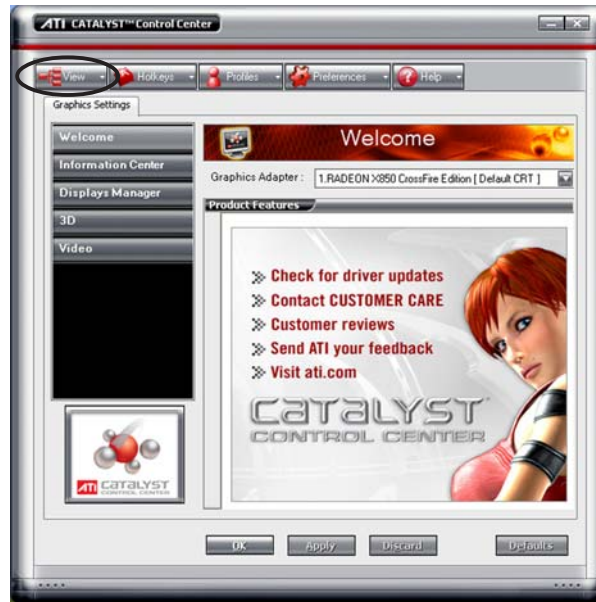 ATI CATALYST™ Control Center
View
Hotkeys
Profiles
Preferences
Help
Graphics Settings
Welcome
Information Center
Displays Manager
3D
Video
Welcome
Graphics Adapter :
1.RADEON X850 CrossFire Edition [ Default CRT ]
Product Features
Check for driver updates
Contact CUSTOMER CARE
Customer reviews
Send ATI your feedback
Visit ati.com
CATALYST
CONTROL CENTER
ATI CATALYST
CONTROL CENTER
OK
Apply
Discard
Defaults